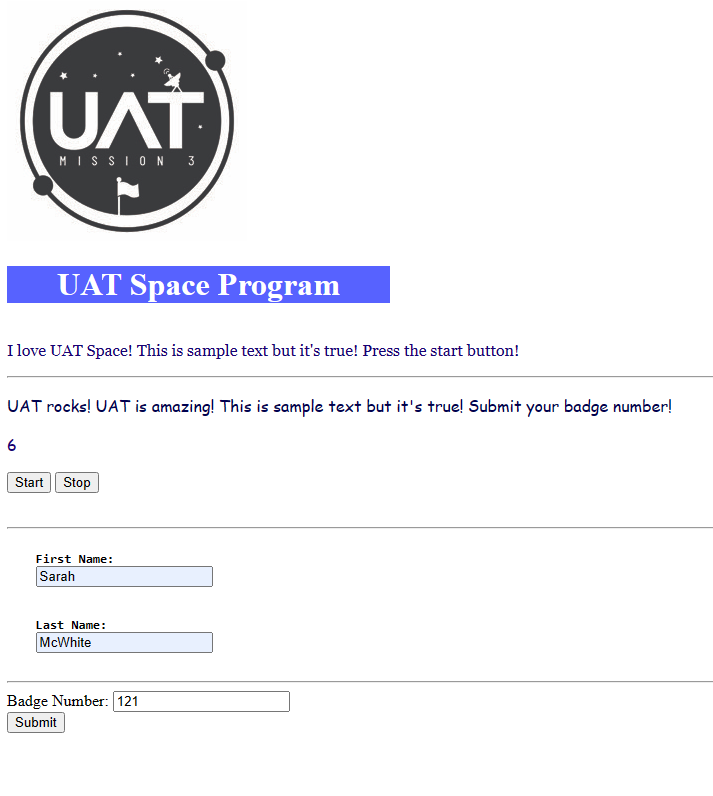 UAT
MISSION 3
UAT Space Program
I love UAT Space! This is sample text but it's true! Press the start button!
UAT rocks! UAT is amazing! This is sample text but it's true! Submit your badge number!
6
Start Stop
First Name:
Sarah
Last Name:
McWhite
Badge Number: 121
Submit